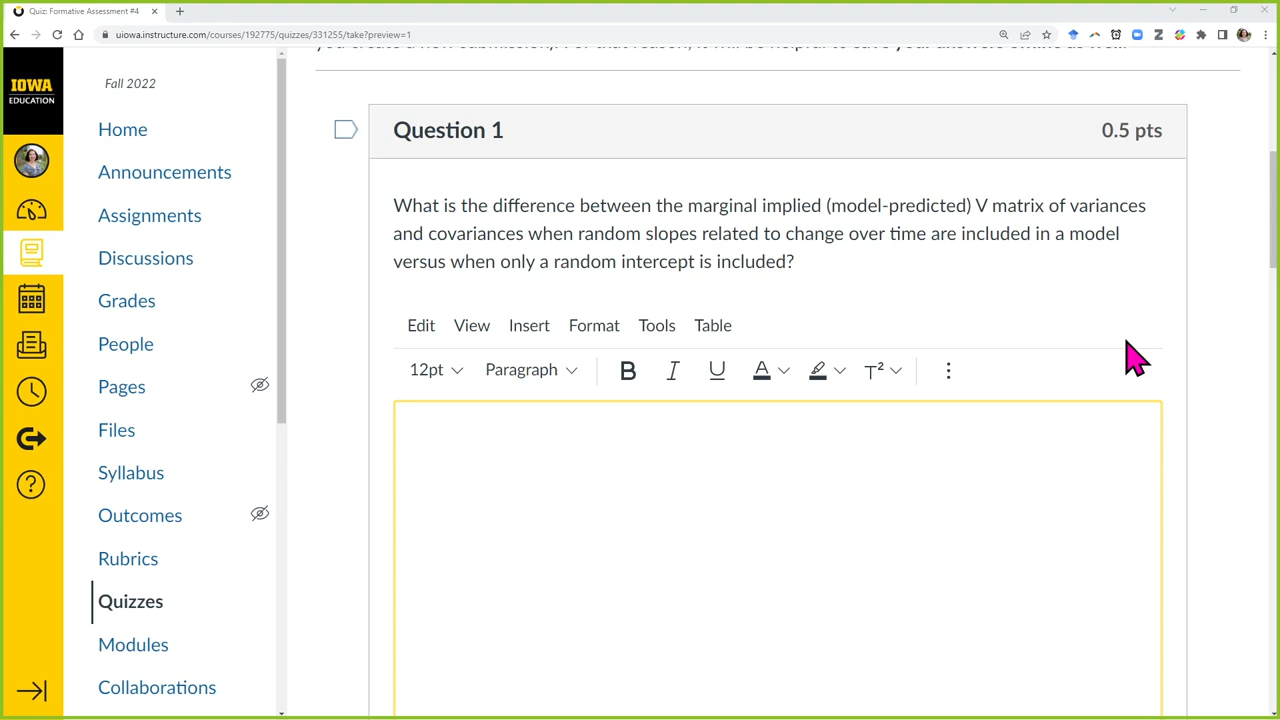 Quiz: Formative Assessment #4
uiowa.instructure.com/courses/192775/quizzes/331255/take?preview=1
IOWA
EDUCATION
Fall 2022
Home
Announcements
Assignments
Discussions
Grades
People
Pages
Files
Syllabus
Outcomes
Rubrics
Quizzes
Modules
Collaborations
Question 1
0.5 pts
What is the difference between the marginal implied (model-predicted) V matrix of variances
and covariances when random slopes related to change over time are included in a model
versus when only a random intercept is included?
Edit View Insert Format Tools Table
12pt Paragraph B I U A T²